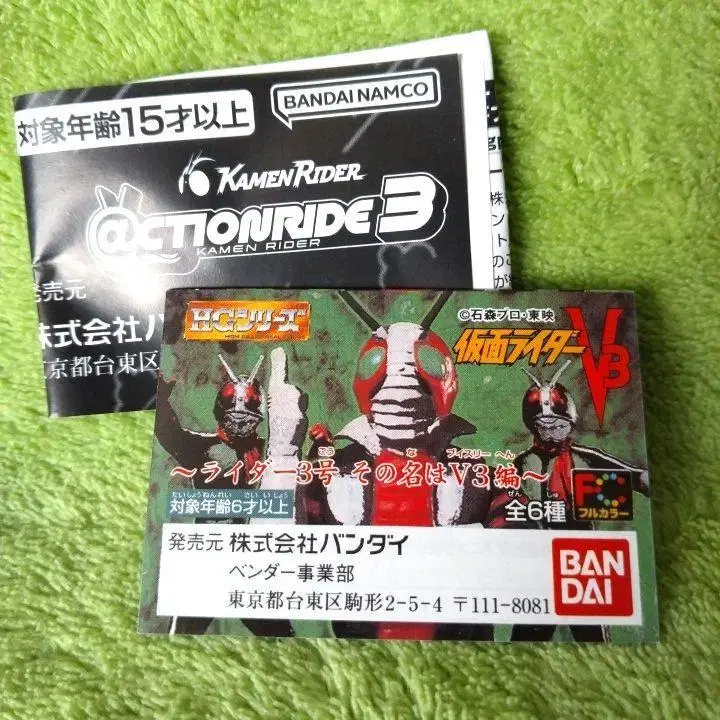 対象年齢15才以上
BANDAI NAMCO
KAMEN RIDER
@CTIONRIDE 3
KAMEN RIDER
発売元
株式会社バ
京都台東区
HGシリーズ
©石森プロ・東映
仮面ライダーV3
～ライダー3号 その名はV3編～
対象年齢6才以上
全6種
FC
フルカラー
発売元 株式会社バンダイ
ベンダー事業部
東京都台東区駒形2-5-4 〒111-8081
BAN
DAI